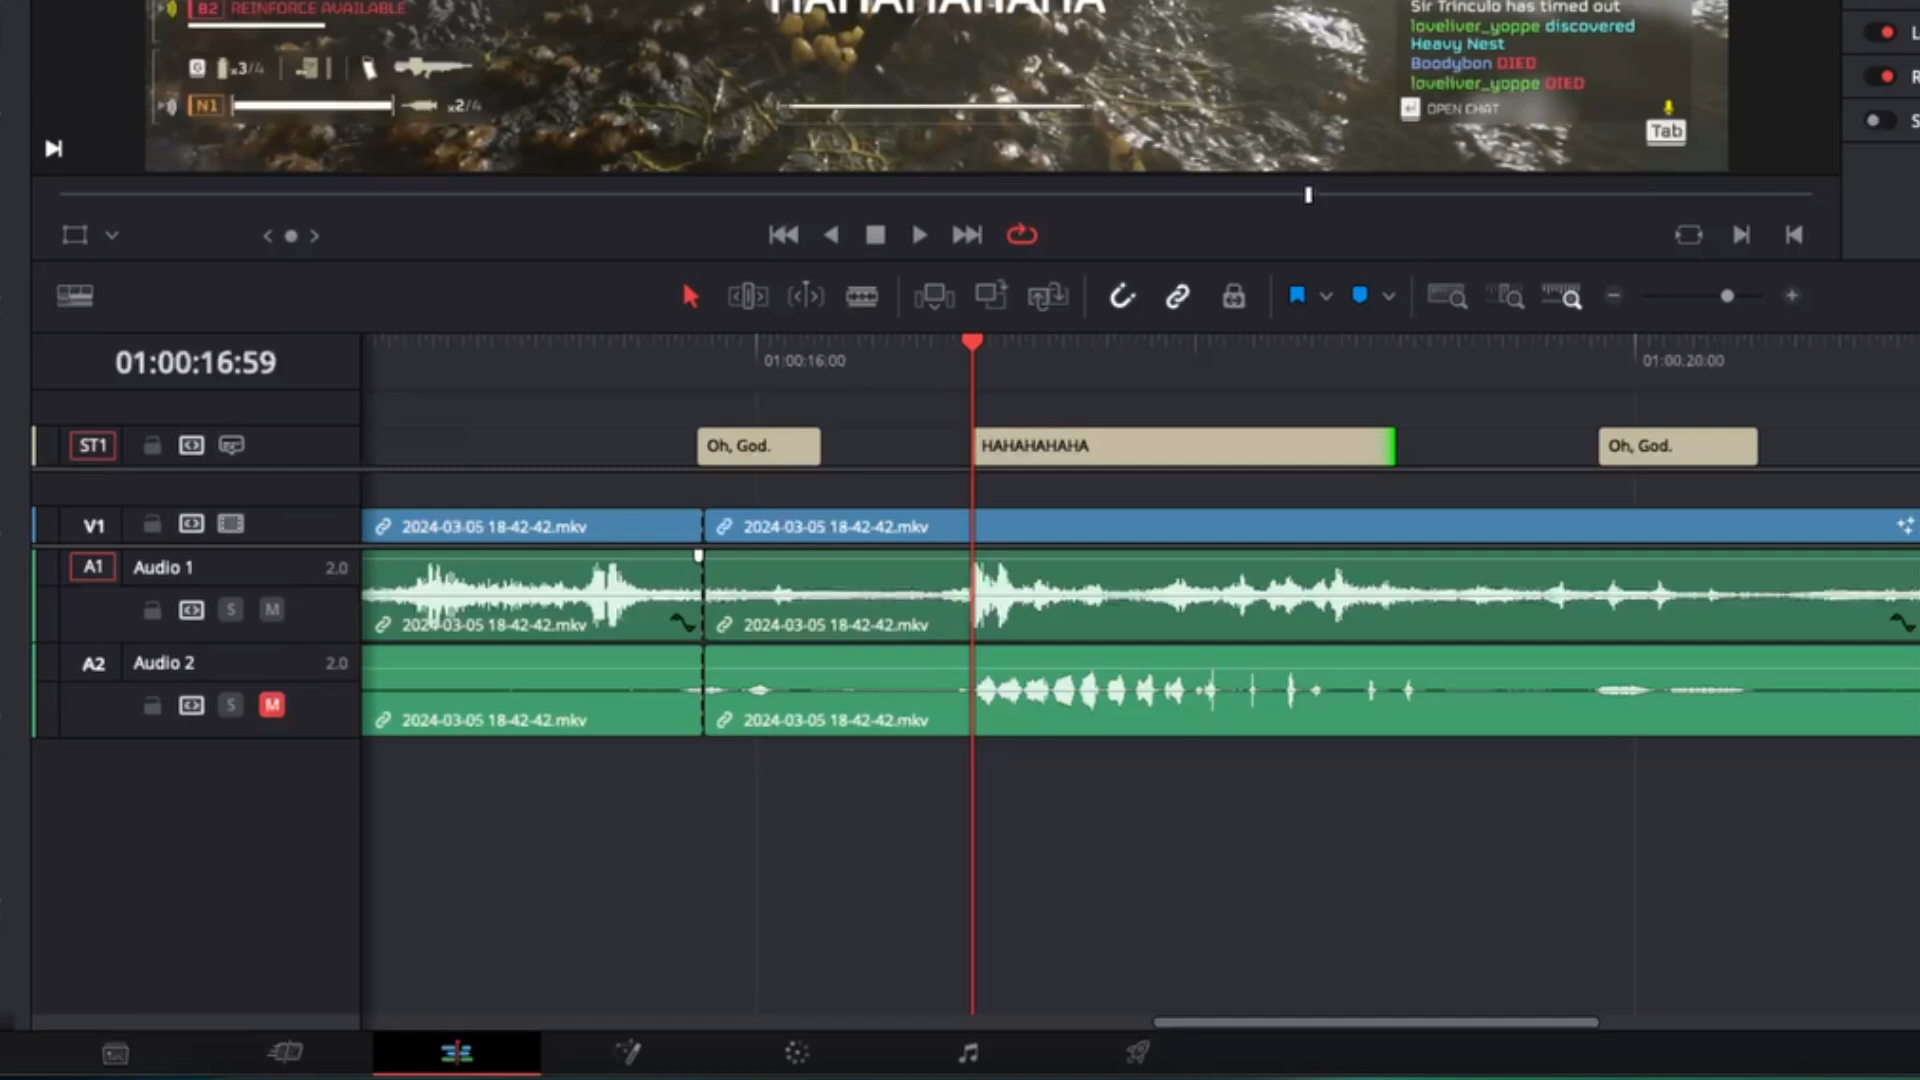 B2 REINFORCE AVAILABLE
HAHAHAHAHA
Sir Trinculo has timed out
loveliver_yoppe discovered
Heavy Nest
Boodybon DIED
loveliver_yoppe DIED
OPEN CHAT
Tab
G x3/4
N1 x2/4
L
R
S
01:00:16:59
01:00:16:00
01:00:20:00
ST1
Oh, God.
HAHAHAHAHA
Oh, God.
V1
2024-03-05 18-42-42.mkv
2024-03-05 18-42-42.mkv
A1 Audio 1 2.0
S M
2024-03-05 18-42-42.mkv
2024-03-05 18-42-42.mkv
A2 Audio 2 2.0
S M
2024-03-05 18-42-42.mkv
2024-03-05 18-42-42.mkv